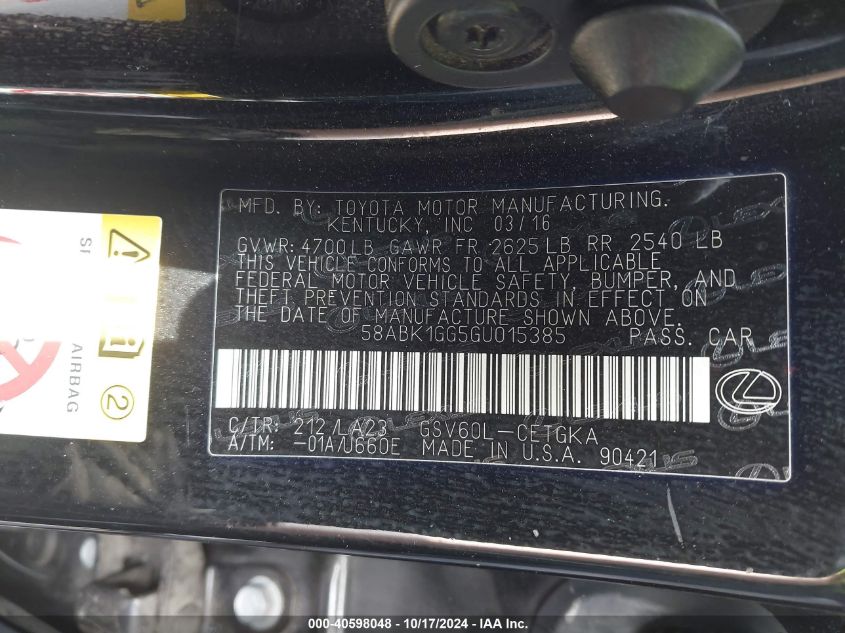 MFD. BY: TOYOTA MOTOR MANUFACTURING.
KENTUCKY, INC 03/16
GVWR: 4700LB GAWR FR 2625LB RR 2540 LB
THIS VEHICLE CONFORMS TO ALL APPLICABLE
FEDERAL MOTOR VEHICLE SAFETY, BUMPER, AND
THEFT PREVENTION STANDARDS IN EFFECT ON
THE DATE OF MANUFACTURE SHOWN ABOVE.
58ABK1GG5GU015385 PASS. CAR
C/TR: 212/LA23 GSV60L-CETGKA
A/TM: -01A/U660E MADE IN U.S.A. 90421
AIRBAG
2
000-40598048 - 10/17/2024 - IAA Inc.